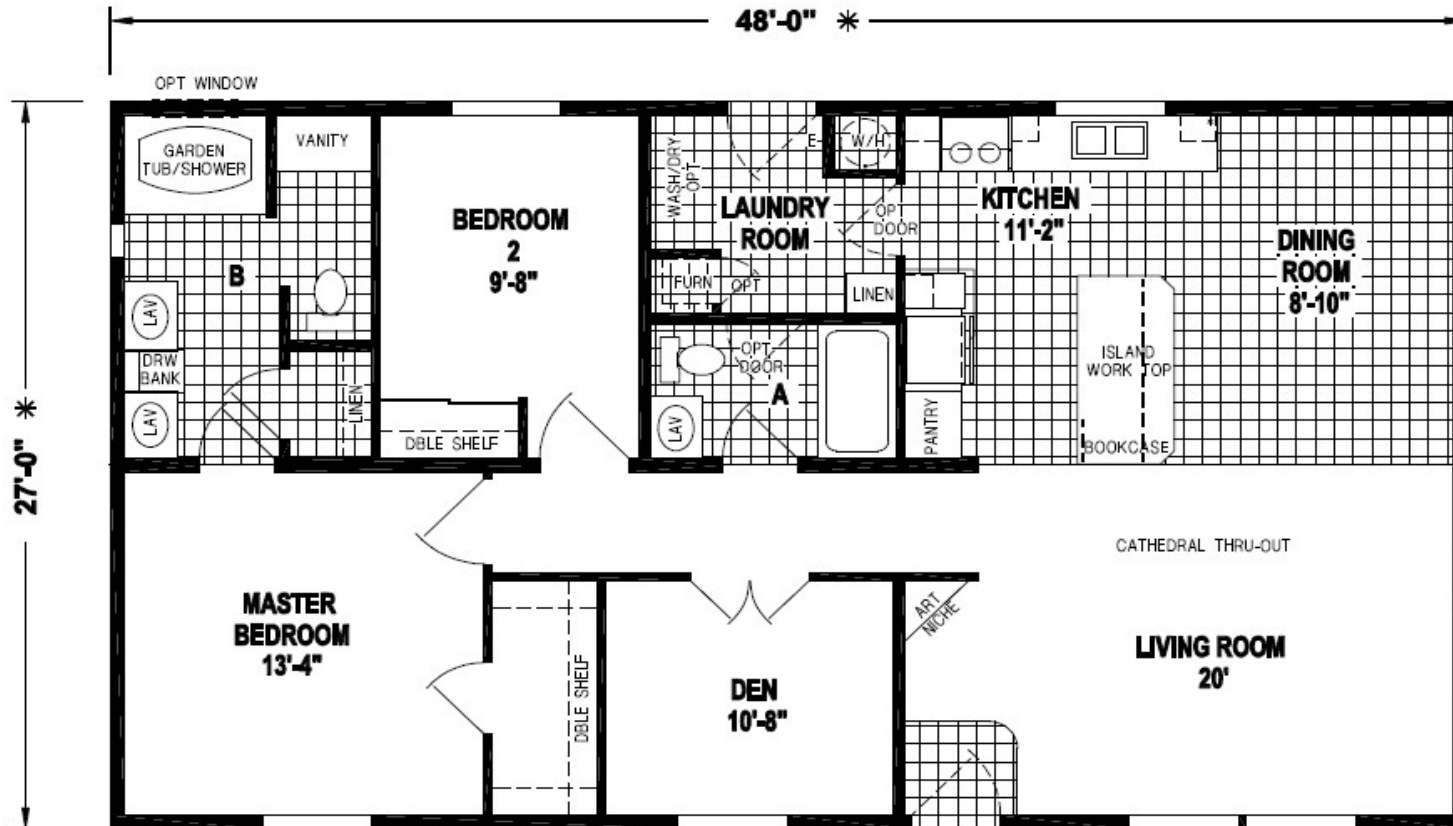 48'-0" ✳
OPT WINDOW
27'-0" ✳
GARDEN
TUB/SHOWER
VANITY
B
LAV
DRW
BANK
LAV
LINEN
BEDROOM
2
9'-8"
DBLE SHELF
WASH/DRY
OPT
E
W/H
LAUNDRY
ROOM
OP
DOOR
FURN
OPT
LINEN
OPT
DOOR
A
LAV
KITCHEN
11'-2"
PANTRY
ISLAND
WORK TOP
BOOKCASE
DINING
ROOM
8'-10"
CATHEDRAL THRU-OUT
MASTER
BEDROOM
13'-4"
DBLE SHELF
DEN
10'-8"
ART
NICHE
LIVING ROOM
20'